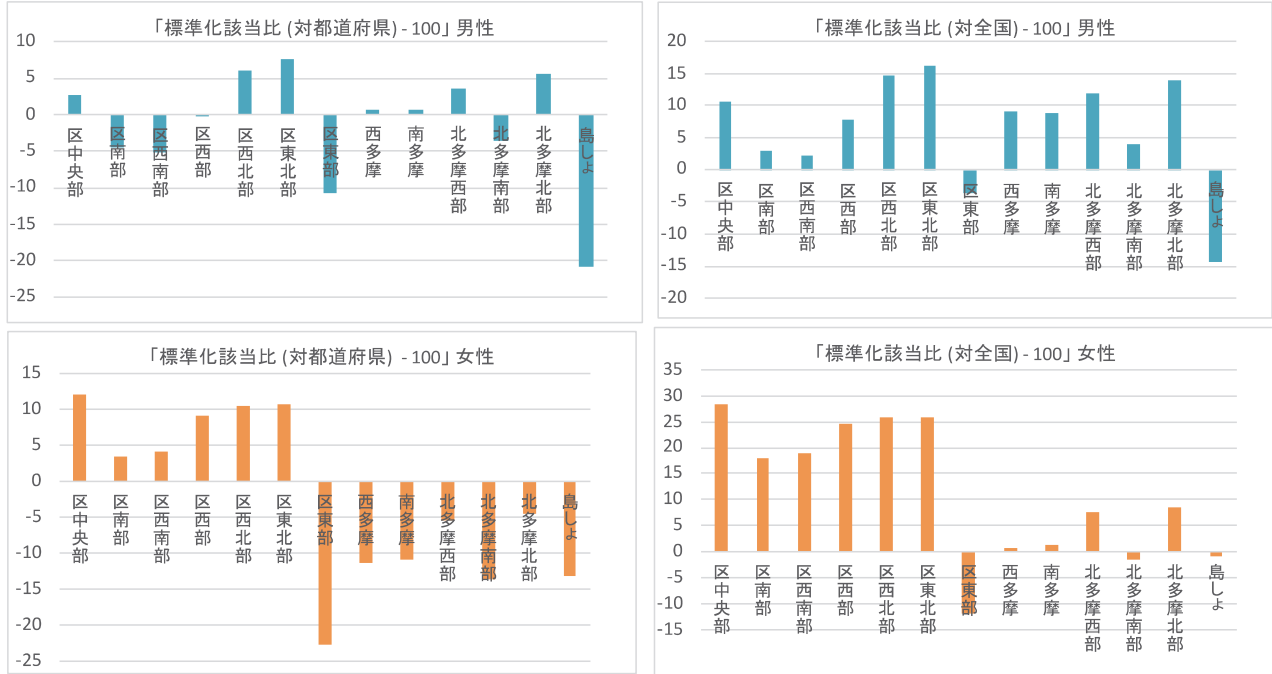 「標準化該当比 (対都道府県) - 100」 男性
10
5
0
-5
-10
-15
-20
-25
区中央部
区南部
区西南部
区西部
区西北部
区東北部
区東部
西多摩
南多摩
北多摩西部
北多摩南部
北多摩北部
島しょ
「標準化該当比 (対全国) - 100」 男性
20
15
10
5
0
-5
-10
-15
-20
区中央部
区南部
区西南部
区西部
区西北部
区東北部
区東部
西多摩
南多摩
北多摩西部
北多摩南部
北多摩北部
島しょ
「標準化該当比 (対都道府県) - 100」 女性
15
10
5
0
-5
-10
-15
-20
-25
区中央部
区南部
区西南部
区西部
区西北部
区東北部
区東部
西多摩
南多摩
北多摩西部
北多摩南部
北多摩北部
島しょ
「標準化該当比 (対全国) - 100」 女性
35
30
25
20
15
10
5
0
-5
-10
-15
区中央部
区南部
区西南部
区西部
区西北部
区東北部
区東部
西多摩
南多摩
北多摩西部
北多摩南部
北多摩北部
島しょ